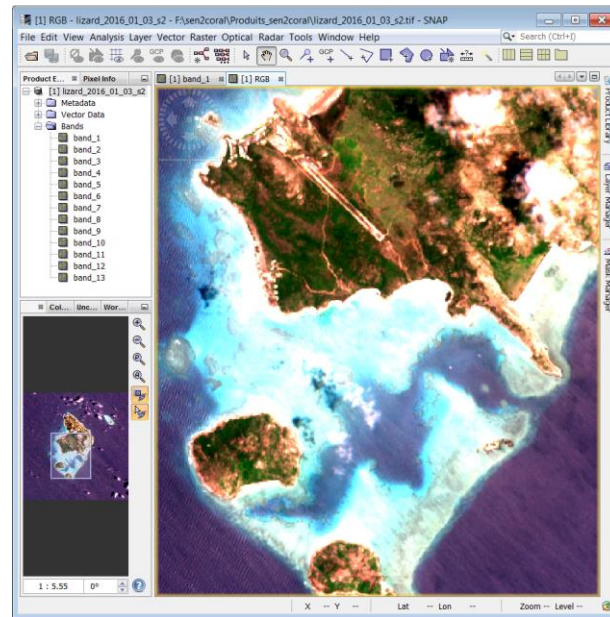 [1] RGB - [1] lizard_2016_01_03_s2 - F:\sen2coral\Produits_sen2coral\lizard_2016_01_03_s2.tif - SNAP
File Edit View Analysis Layer Vector Raster Optical Radar Tools Window Help
Search (Ctrl+I)
GCP
GCP
Product E... Pixel Info
[1] band_1 [1] RGB
[1] lizard_2016_01_03_s2
Metadata
Vector Data
Bands
band_1
band_2
band_3
band_4
band_5
band_6
band_7
band_8
band_9
band_10
band_11
band_12
band_13
Product Library
Layer Manager
Mask Manager
Col... Unc... Wor...
1 : 5.55 0°
X -- Y -- Lat -- Lon -- Zoom -- Level --